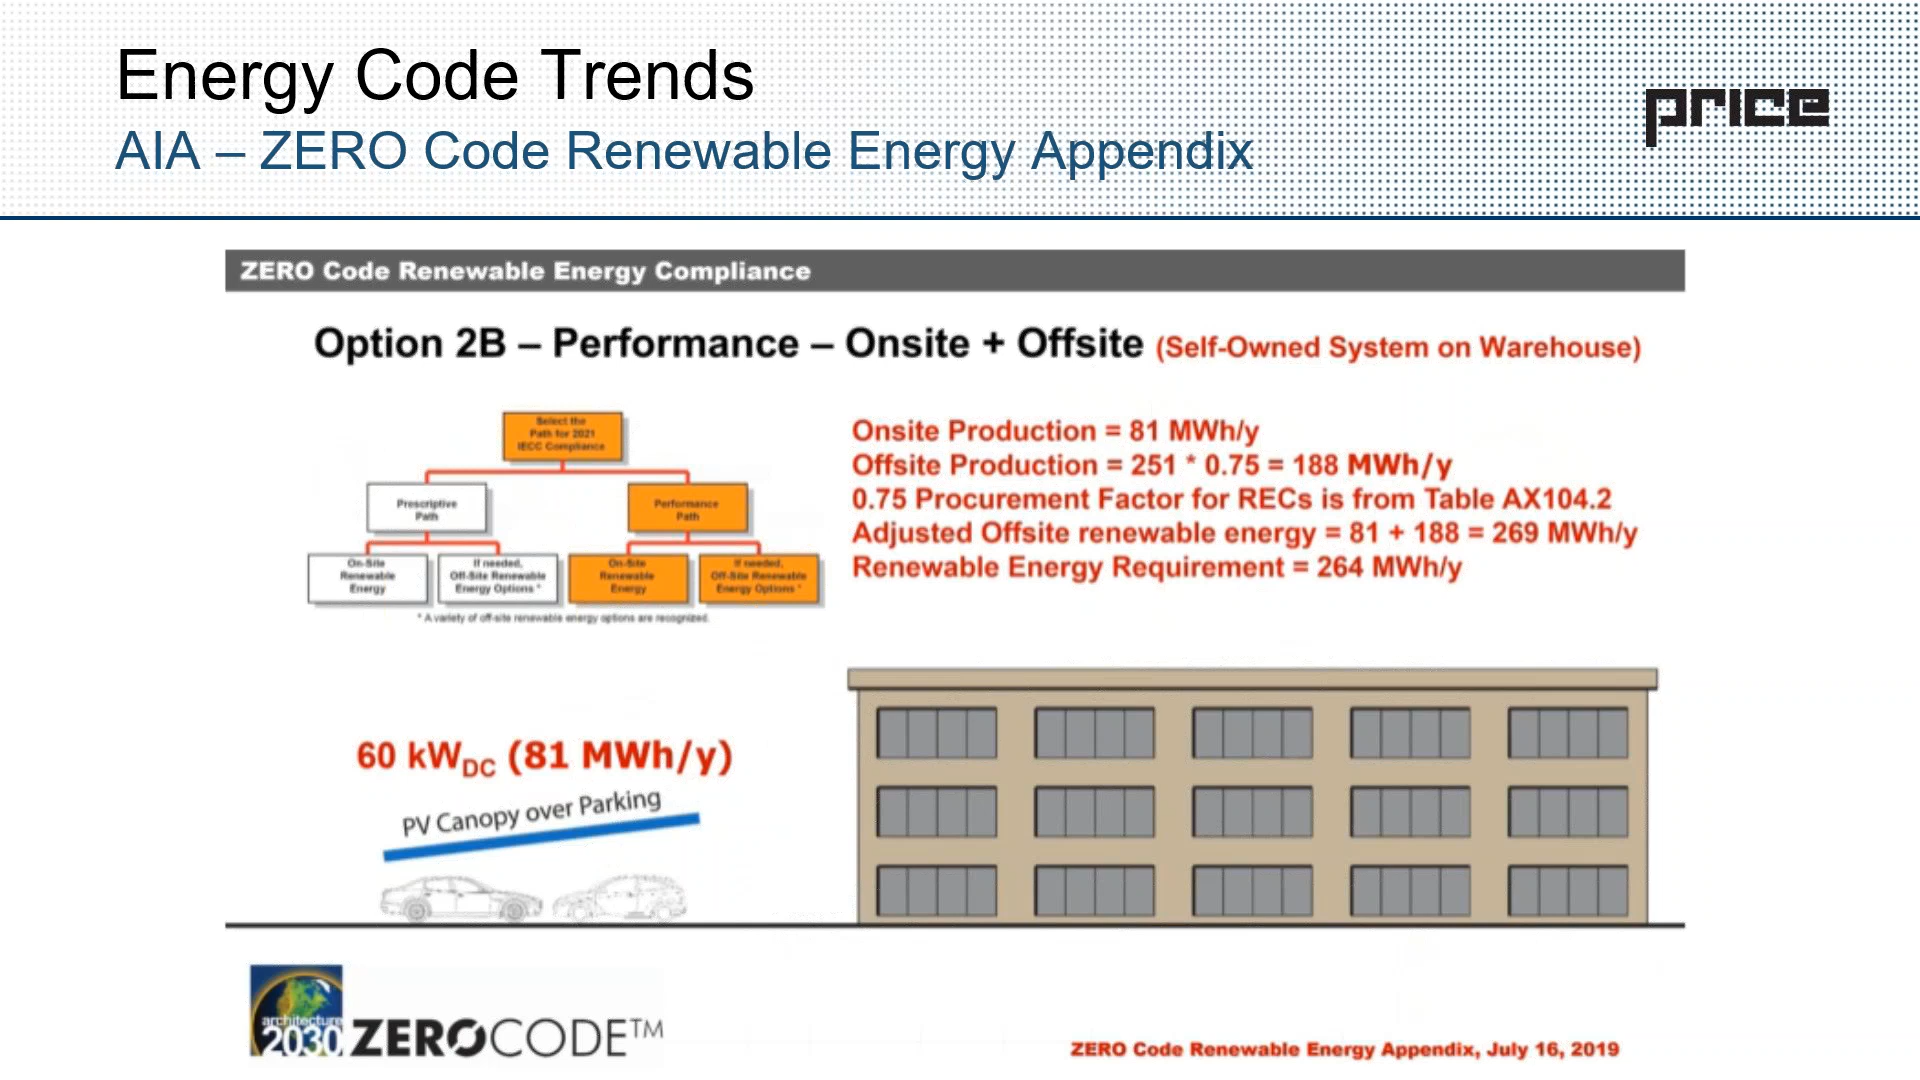 Energy Code Trends
AIA – ZERO Code Renewable Energy Appendix
price
ZERO Code Renewable Energy Compliance
Option 2B – Performance – Onsite + Offsite (Self-Owned System on Warehouse)
Select the
Path for 2021
IECC Compliance
Prescriptive
Path
Performance
Path
On-Site
Renewable
Energy
If needed,
Off-Site Renewable
Energy Options *
On-Site
Renewable
Energy
If needed,
Off-Site Renewable
Energy Options *
* A variety of off-site renewable energy options are recognized.
Onsite Production = 81 MWh/y
Offsite Production = 251 * 0.75 = 188 MWh/y
0.75 Procurement Factor for RECs is from Table AX104.2
Adjusted Offsite renewable energy = 81 + 188 = 269 MWh/y
Renewable Energy Requirement = 264 MWh/y
60 kWDC (81 MWh/y)
PV Canopy over Parking
architecture
2030
ZEROCODE™
ZERO Code Renewable Energy Appendix, July 16, 2019